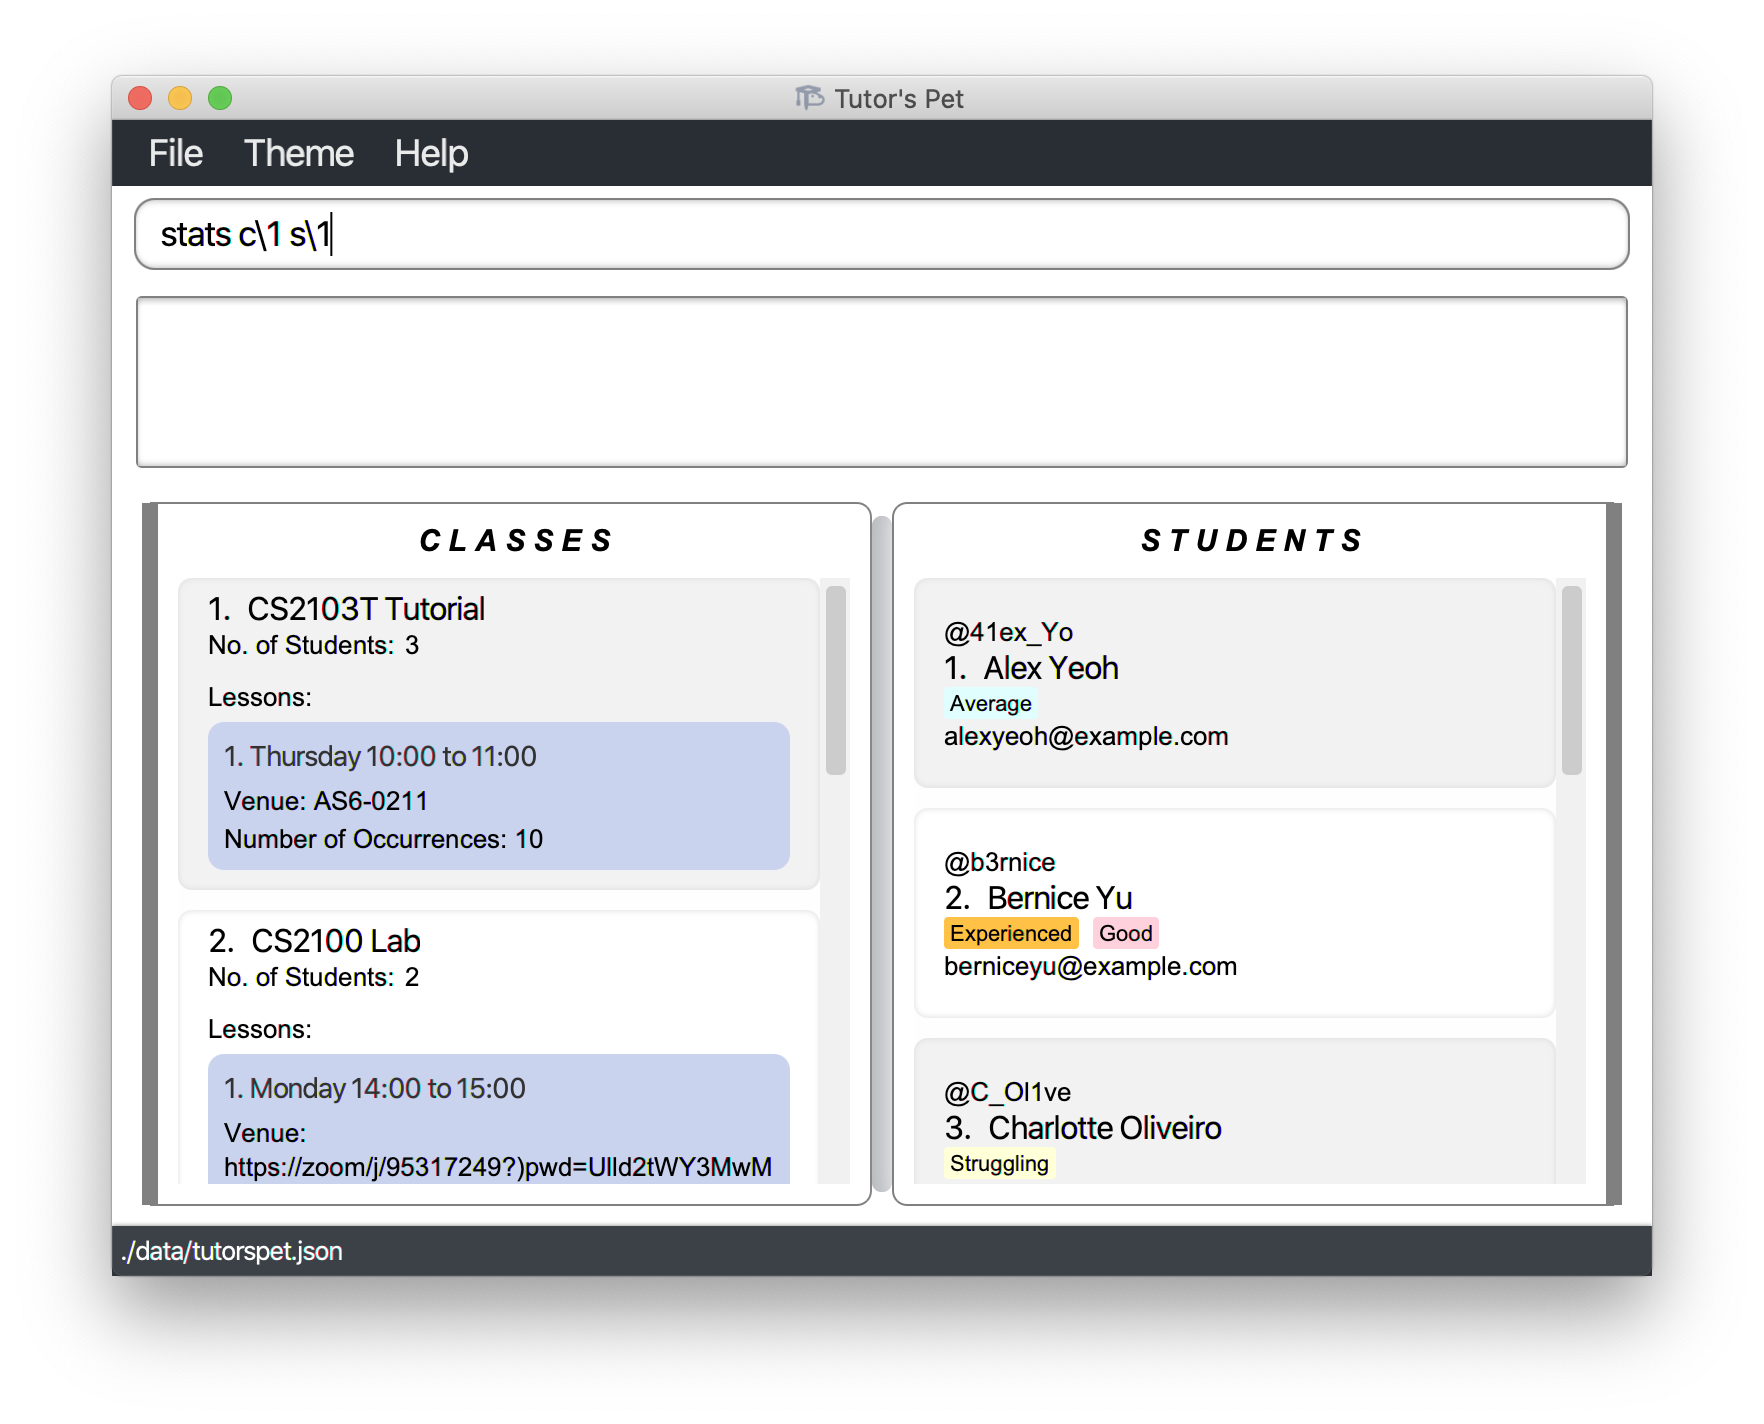 Tutor's Pet
File Theme Help
stats c\1 s\1
CLASSES
1. CS2103T Tutorial
No. of Students: 3
Lessons:
1. Thursday 10:00 to 11:00
Venue: AS6-0211
Number of Occurrences: 10
2. CS2100 Lab
No. of Students: 2
Lessons:
1. Monday 14:00 to 15:00
Venue:
https://zoom/j/95317249?)pwd=Ulld2tWY3MwM
STUDENTS
@41ex_Yo
1. Alex Yeoh
Average
alexyeoh@example.com
@b3rnice
2. Bernice Yu
Experienced Good
berniceyu@example.com
@C_Ol1ve
3. Charlotte Oliveiro
Struggling
./data/tutorspet.json